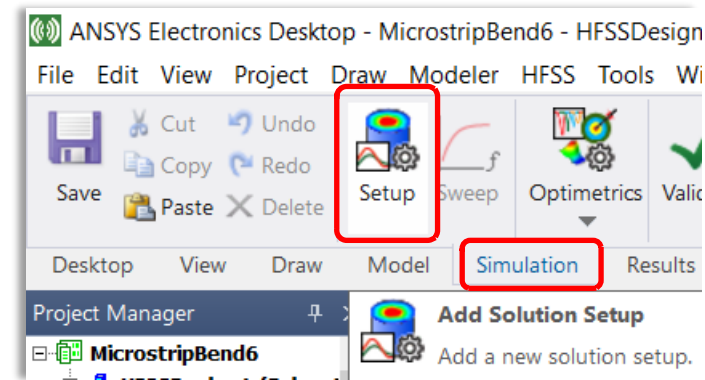 ANSYS Electronics Desktop - MicrostripBend6 - HFSSDesign
File Edit View Project Draw Modeler HFSS Tools
Cut Undo
Copy Redo
Paste Delete
Save Setup Sweep Optimetrics
Desktop View Draw Model Simulation Results
Project Manager
Add Solution Setup
MicrostripBend6
Add a new solution setup.